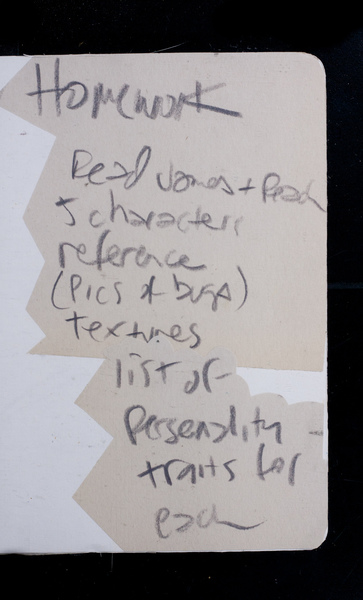 Homework
Read James + Peach
5 characters
reference
(Pics of bugs)
textures
list of
Personality -
traits for
each